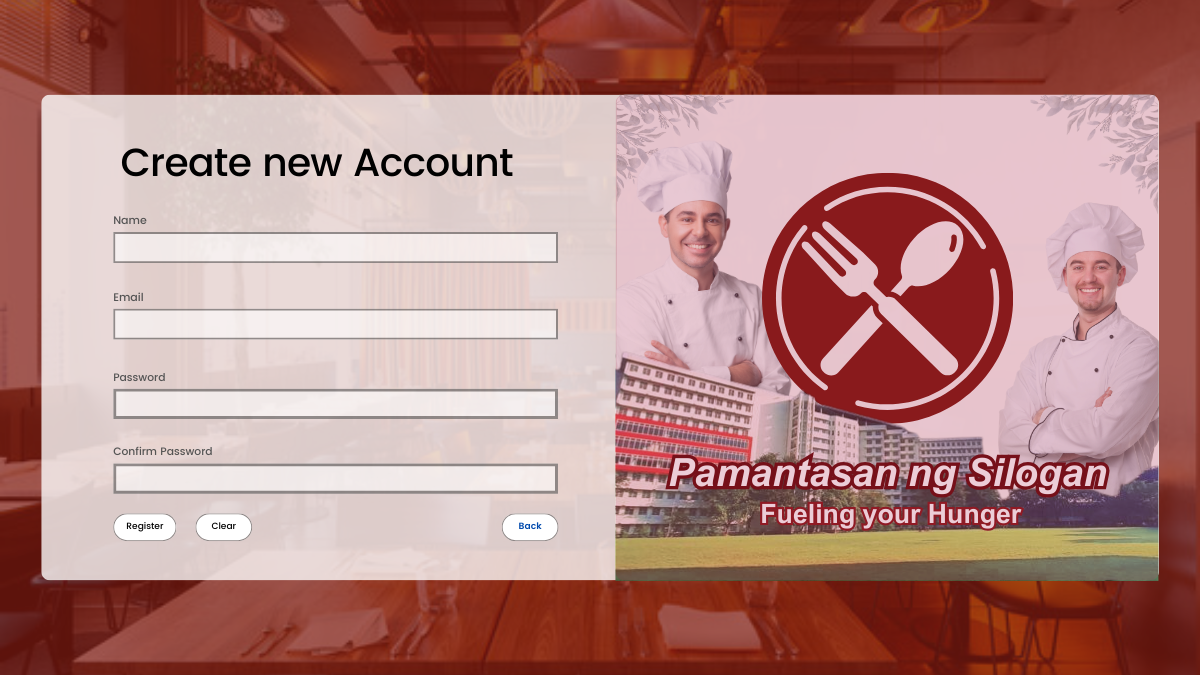 Create new Account
Name
Email
Password
Confirm Password
Register
Clear
Back
Pamantasan ng Silogan
Fueling your Hunger